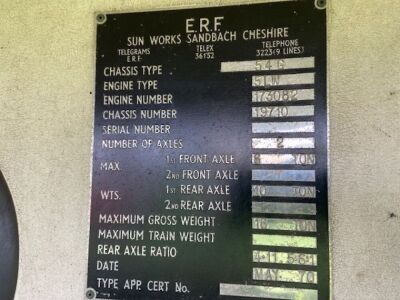 E.R.F.
SUN WORKS SANDBACH CHESHIRE
TELEGRAMS TELEX TELEPHONE
E.R.F. 36152 3223(9 LINES)
CHASSIS TYPE 54G
ENGINE TYPE 5LW
ENGINE NUMBER 173082
CHASSIS NUMBER 19710
SERIAL NUMBER
NUMBER OF AXLES 2
MAX. 1ST FRONT AXLE 6 TON
2ND FRONT AXLE
WTS. 1ST REAR AXLE 10 TON
2ND REAR AXLE
MAXIMUM GROSS WEIGHT 16 TON
MAXIMUM TRAIN WEIGHT
REAR AXLE RATIO
DATE MAY. 70
TYPE APP. CERT No.